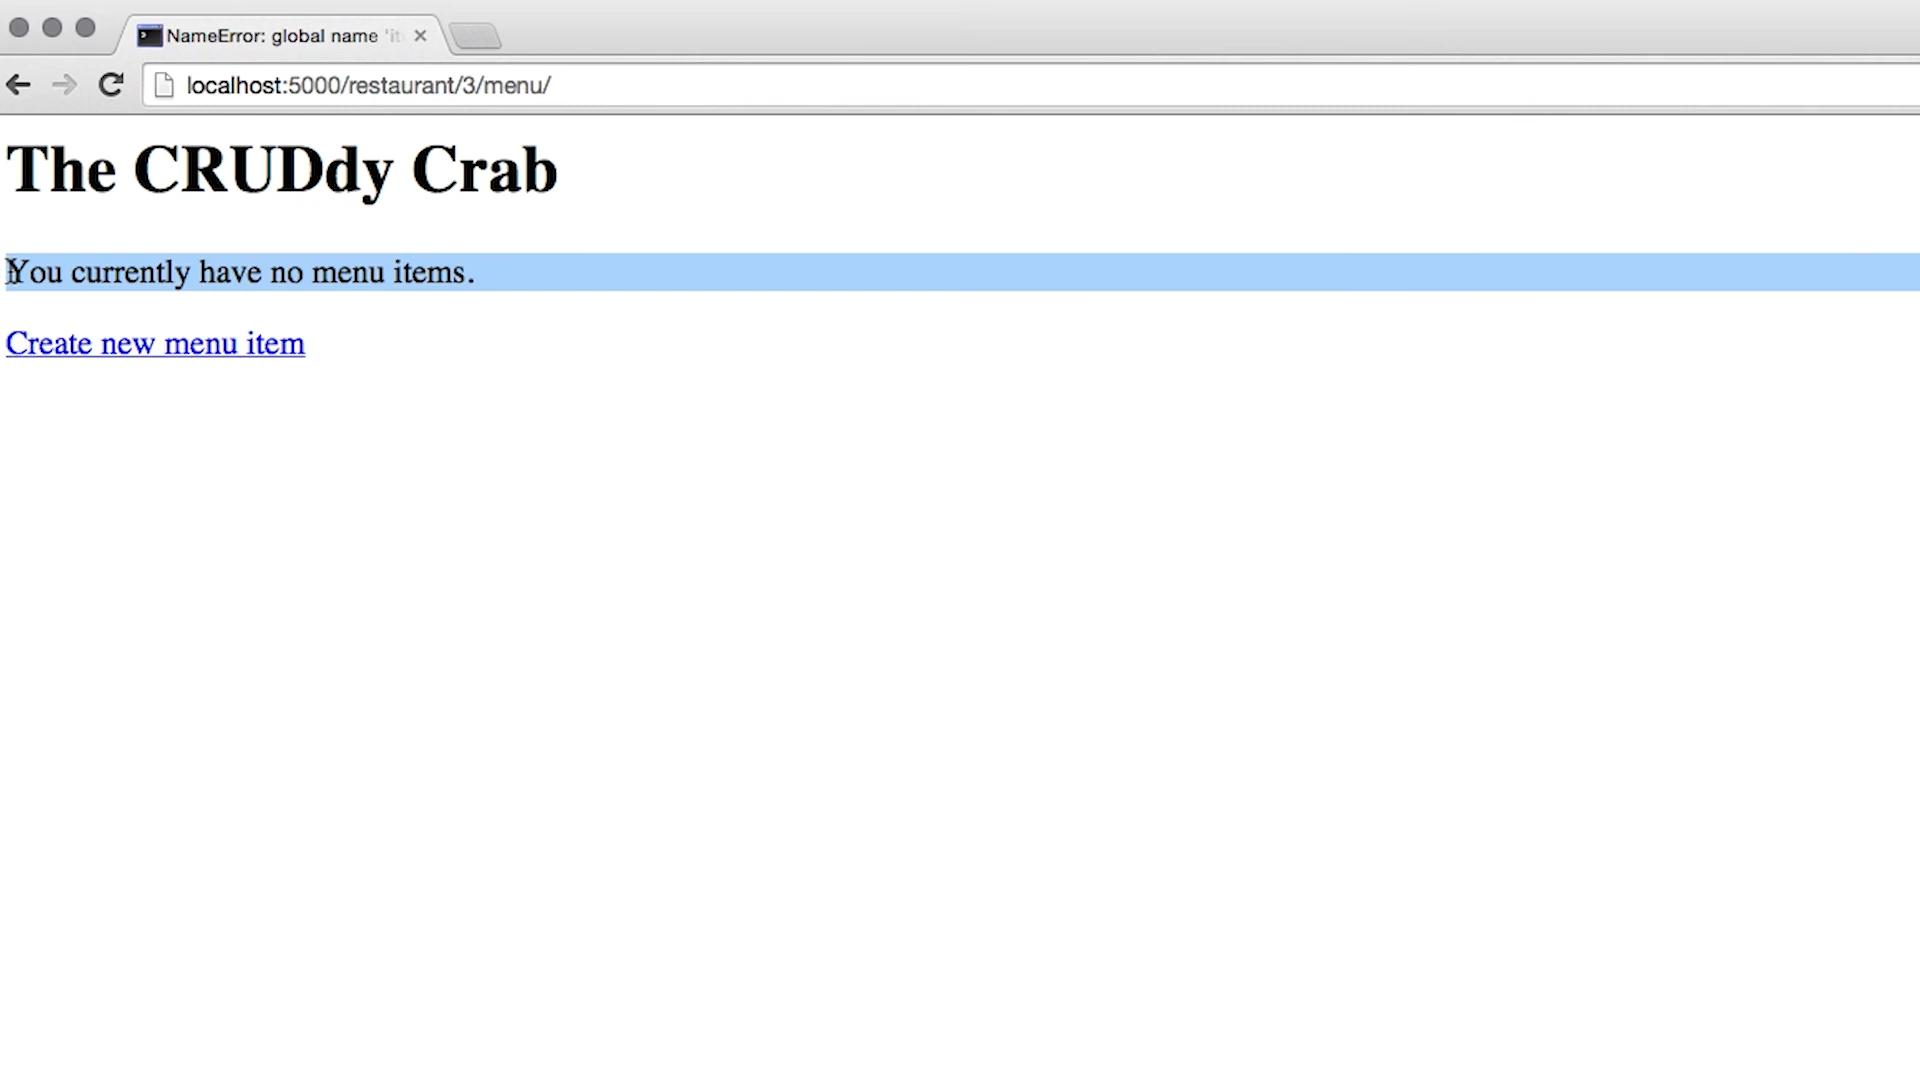 NameError: global name 'it
localhost:5000/restaurant/3/menu/
The CRUDdy Crab
You currently have no menu items.
Create new menu item